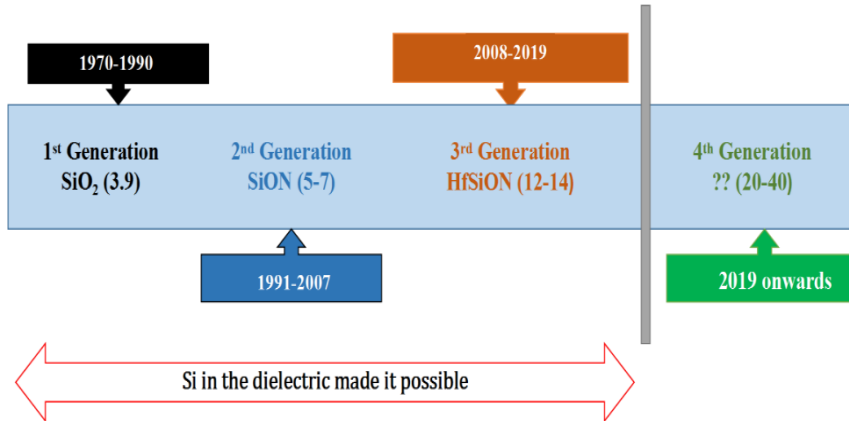 1970-1990
2008-2019
1st Generation
SiO₂ (3.9)
2nd Generation
SiON (5-7)
3rd Generation
HfSiON (12-14)
4th Generation
?? (20-40)
1991-2007
2019 onwards
Si in the dielectric made it possible